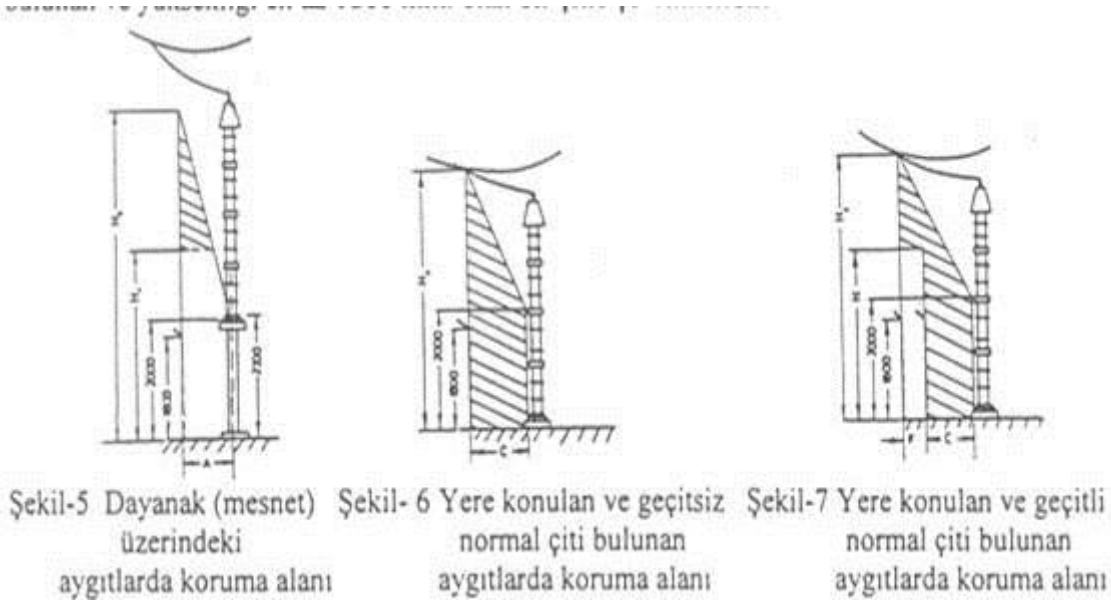 2000
1800
2300
A
2000
1800
C
H
2000
1800
F
C
Şekil-5 Dayanak (mesnet)
üzerindeki
aygıtlarda koruma alanı
Şekil- 6 Yere konulan ve geçitsiz
normal çiti bulunan
aygıtlarda koruma alanı
Şekil-7 Yere konulan ve geçitli
normal çiti bulunan
aygıtlarda koruma alanı